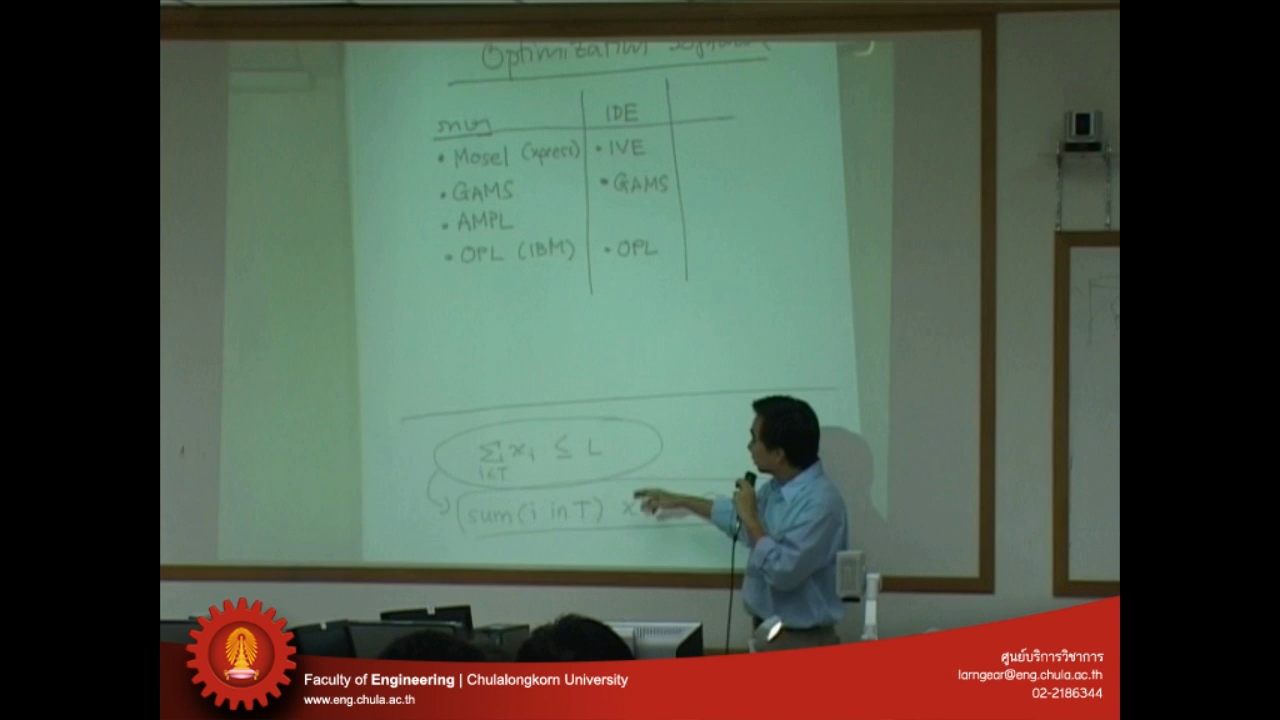 Optimization
ภาษา IDE
• Mosel (xpress) • IVE
• GAMS • GAMS
• AMPL
• OPL (IBM) • OPL
∑ xᵢ ≤ L
i∈T
sum(i in T) x
Faculty of Engineering | Chulalongkorn University
www.eng.chula.ac.th
ศูนย์บริการวิชาการ
larngear@eng.chula.ac.th
02-2186344